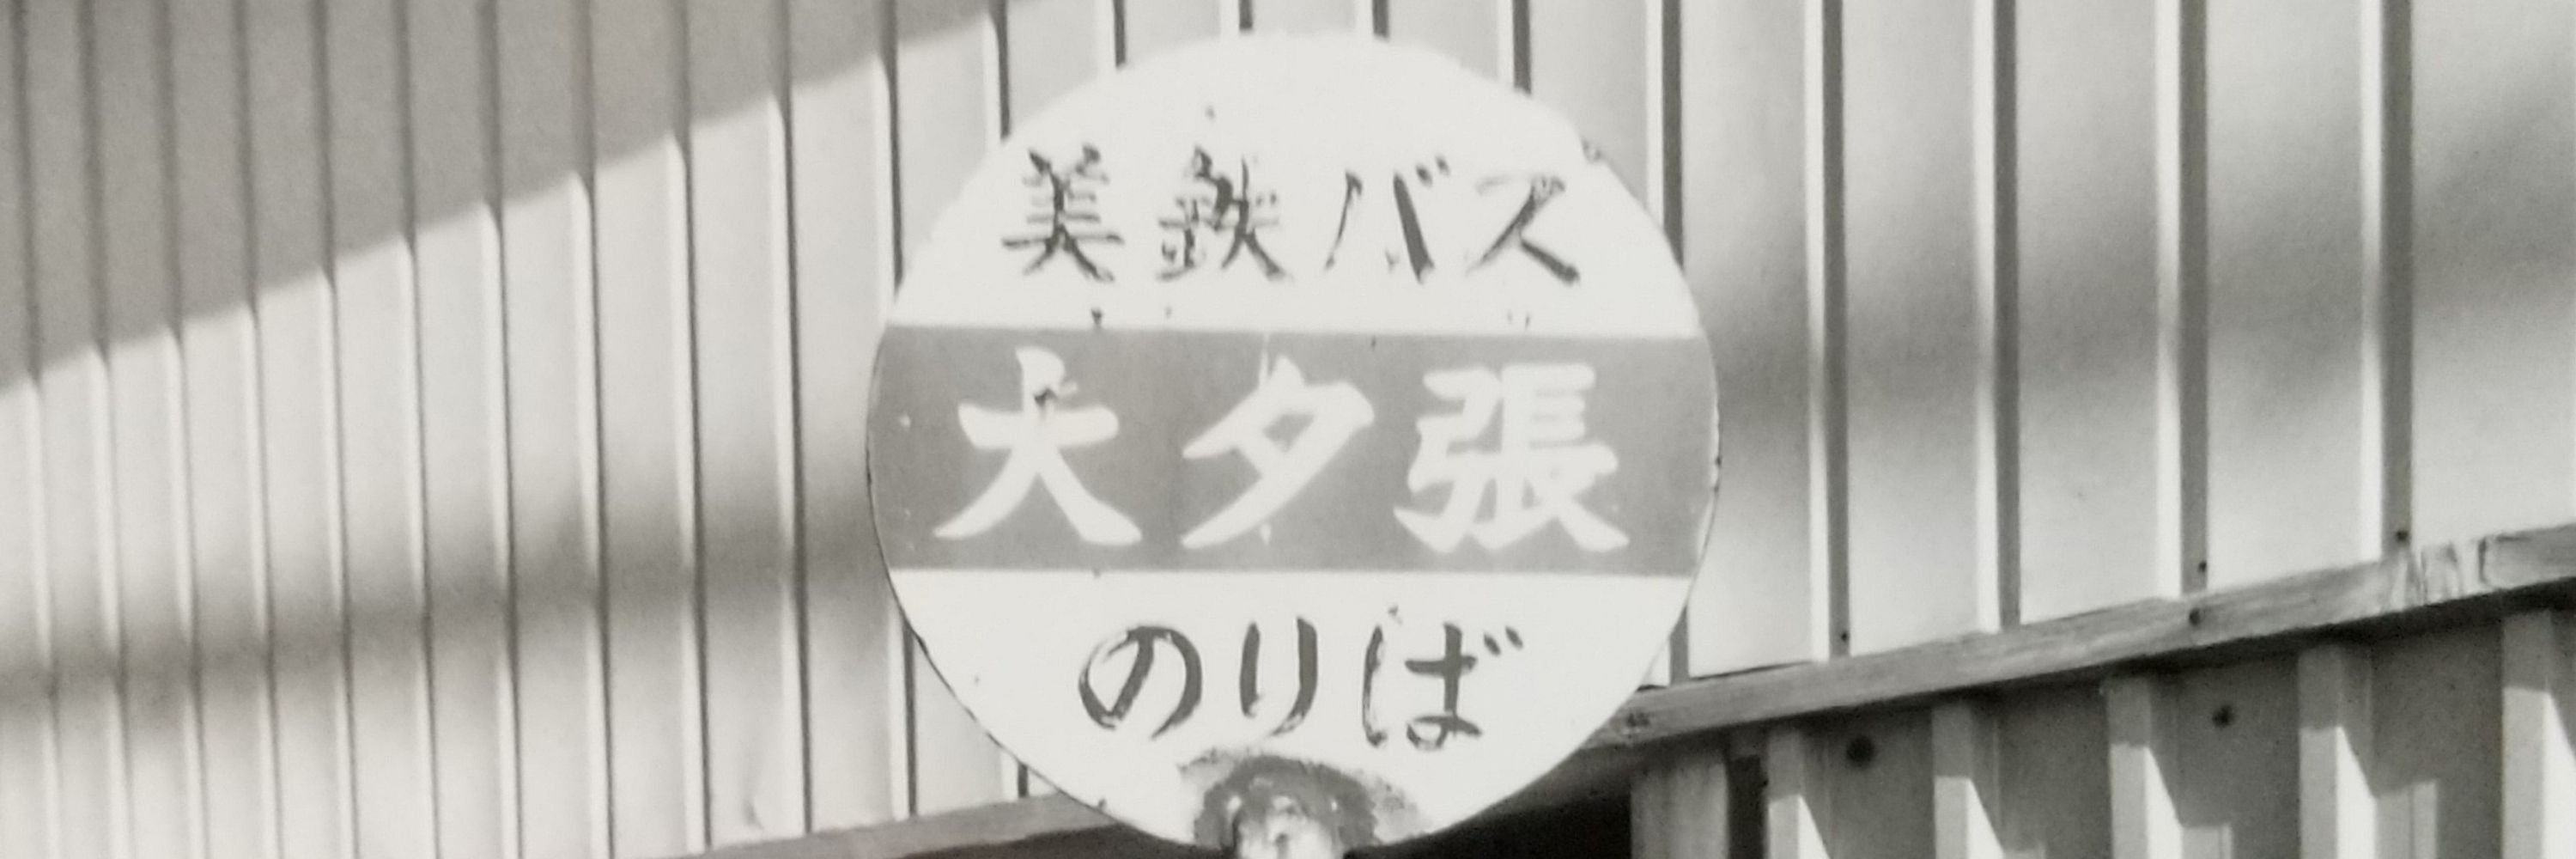 美鉄バス
大夕張
のりば